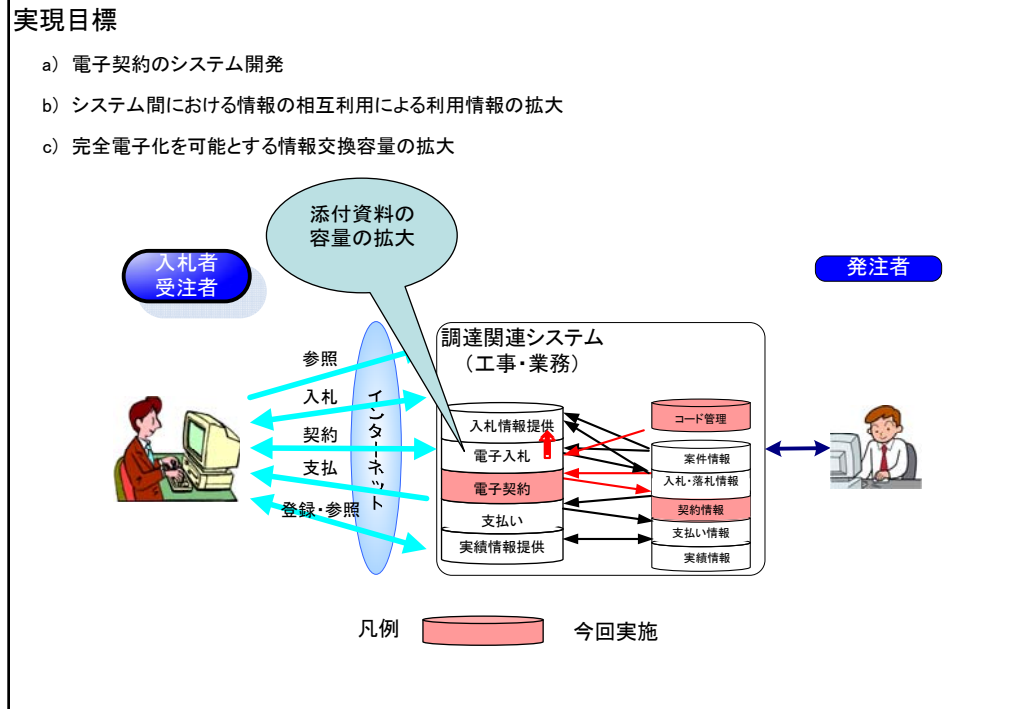 実現目標
a) 電子契約のシステム開発
b) システム間における情報の相互利用による利用情報の拡大
c) 完全電子化を可能とする情報交換容量の拡大
添付資料の
容量の拡大
入札者
受注者
発注者
調達関連システム
(工事・業務)
参照
入札
契約
支払
登録・参照
インターネット
入札情報提供
電子入札
電子契約
支払い
実績情報提供
コード管理
案件情報
入札・落札情報
契約情報
支払い情報
実績情報
凡例
今回実施